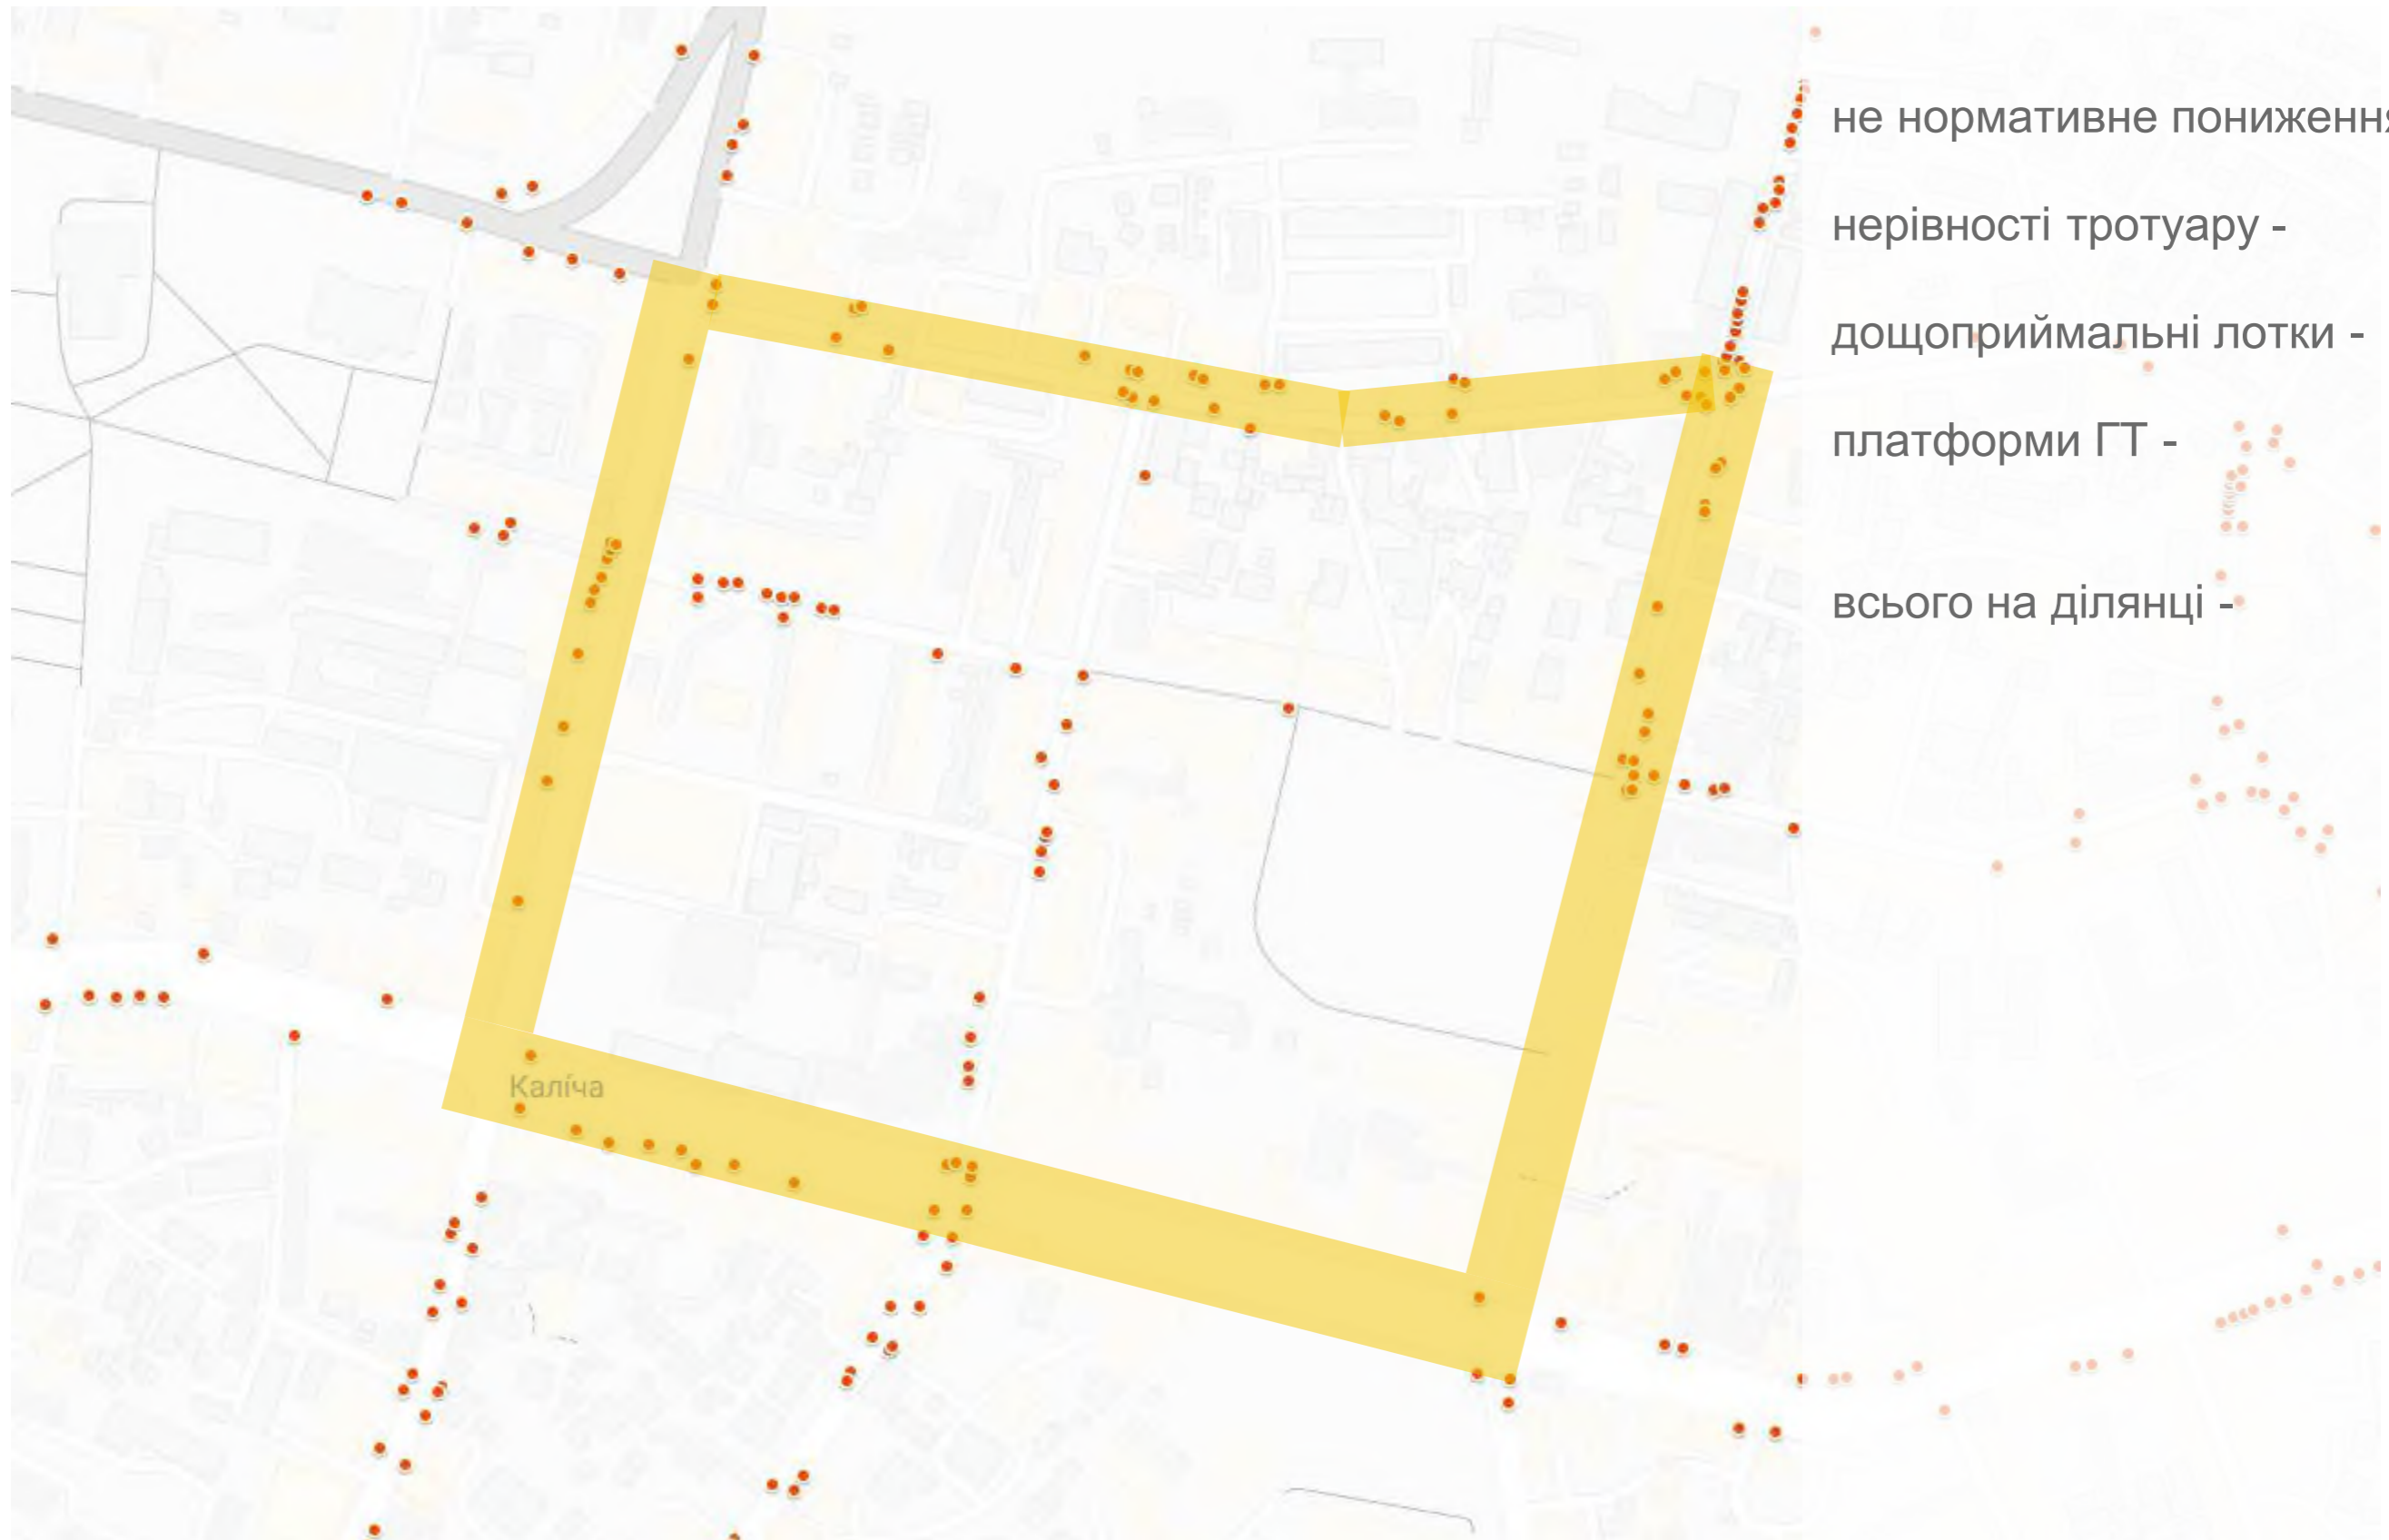 не нормативне пониження
нерівності тротуару -
дощоприймальні лотки -
платформи ГТ -
всього на ділянці -
Каліча